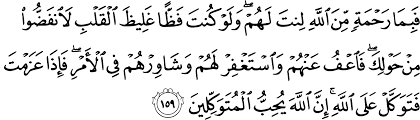 فَبِمَا رَحْمَةٍ مِّنَ ٱللَّهِ لِنتَ لَهُمْ ۖ وَلَوْ كُنتَ فَظًّا غَلِيظَ ٱلْقَلْبِ لَٱنفَضُّوا۟
مِنْ حَوْلِكَ ۖ فَٱعْفُ عَنْهُمْ وَٱسْتَغْفِرْ لَهُمْ وَشَاوِرْهُمْ فِى ٱلْأَمْرِ ۖ فَإِذَا عَزَمْتَ
فَتَوَكَّلْ عَلَى ٱللَّهِ ۚ إِنَّ ٱللَّهَ يُحِبُّ ٱلْمُتَوَكِّلِينَ ١٥٩